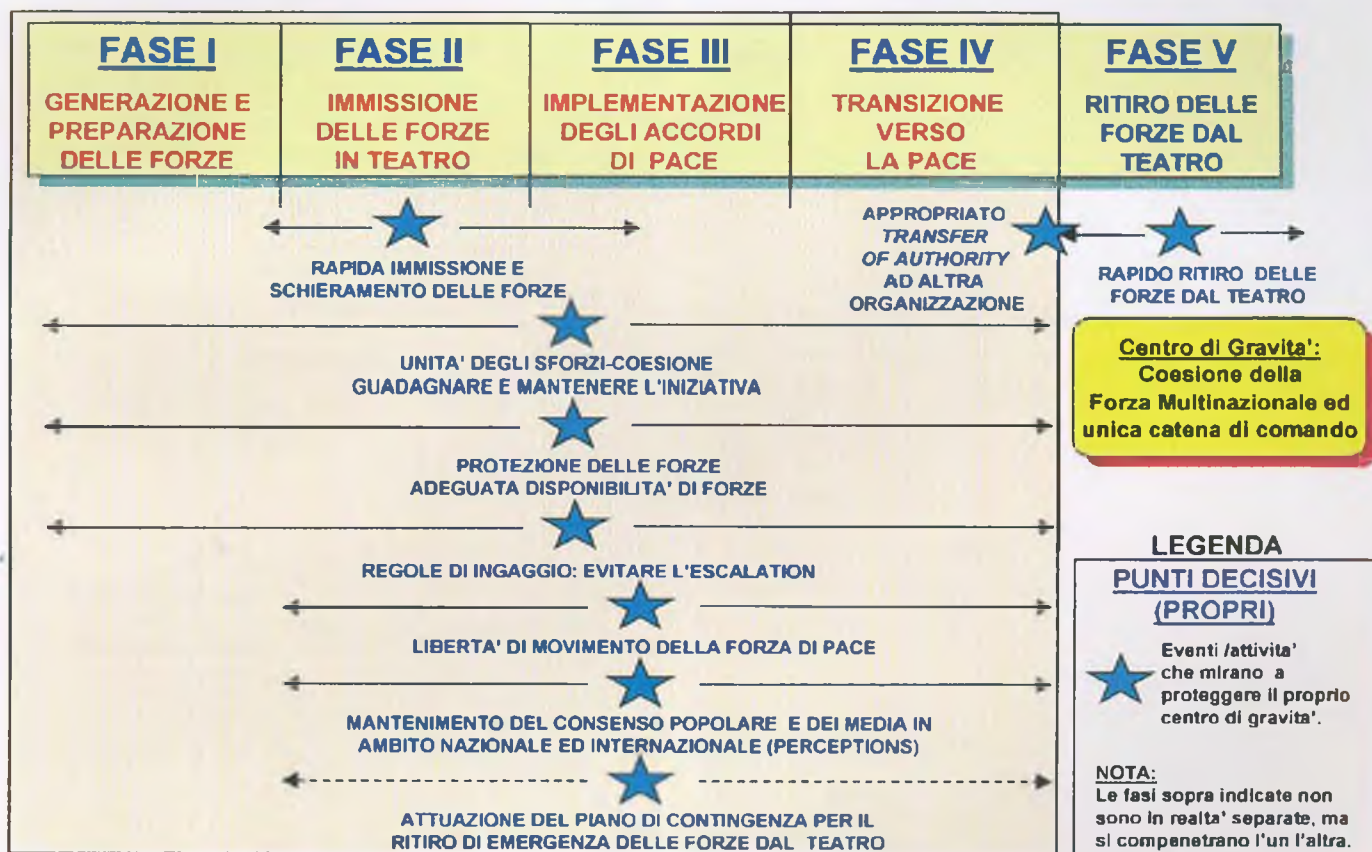 FASE I
GENERAZIONE E
PREPARAZIONE
DELLE FORZE
FASE II
IMMISSIONE
DELLE FORZE
IN TEATRO
FASE III
IMPLEMENTAZIONE
DEGLI ACCORDI
DI PACE
FASE IV
TRANSIZIONE
VERSO
LA PACE
FASE V
RITIRO DELLE
FORZE DAL
TEATRO
RAPIDA IMMISSIONE E
SCHIERAMENTO DELLE FORZE
APPROPRIATO
TRANSFER
OF AUTHORITY
AD ALTRA
ORGANIZZAZIONE
RAPIDO RITIRO DELLE
FORZE DAL TEATRO
UNITA' DEGLI SFORZI-COESIONE
GUADAGNARE E MANTENERE L'INIZIATIVA
PROTEZIONE DELLE FORZE
ADEGUATA DISPONIBILITA' DI FORZE
REGOLE DI INGAGGIO: EVITARE L'ESCALATION
LIBERTA' DI MOVIMENTO DELLA FORZA DI PACE
MANTENIMENTO DEL CONSENSO POPOLARE E DEI MEDIA IN
AMBITO NAZIONALE ED INTERNAZIONALE (PERCEPTIONS)
ATTUAZIONE DEL PIANO DI CONTINGENZA PER IL
RITIRO DI EMERGENZA DELLE FORZE DAL TEATRO
Centro di Gravita':
Coesione della
Forza Multinazionale ed
unica catena di comando
LEGENDA
PUNTI DECISIVI
(PROPRI)
Eventi /attivita'
che mirano a
proteggere il proprio
centro di gravita'.
NOTA:
Le fasi sopra indicate non
sono in realta' separate, ma
si compenetrano l'un l'altra.